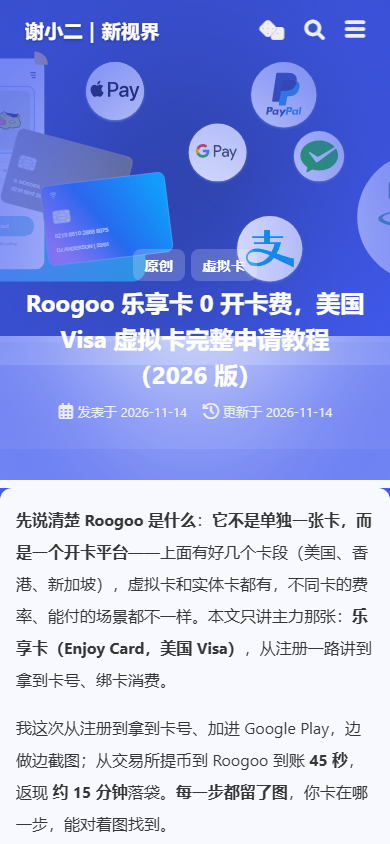 谢小二 | 新视界
Pay
PayPal
G Pay
支
原创
虚拟卡
Roogoo 乐享卡 0 开卡费，美国
Visa 虚拟卡完整申请教程
（2026 版）
发表于 2026-11-14 更新于 2026-11-14
先说清楚 Roogoo 是什么：它不是单独一张卡，而
是一个开卡平台——上面有好几个卡段（美国、香
港、新加坡），虚拟卡和实体卡都有，不同卡的费
率、能付的场景都不一样。本文只讲主力那张：乐
享卡（Enjoy Card，美国 Visa），从注册一路讲到
拿到卡号、绑卡消费。
我这次从注册到拿到卡号、加进 Google Play，边
做边截图；从交易所提币到 Roogoo 到账 45 秒，
返现 约 15 分钟落袋。每一步都留了图，你卡在哪
一步，能对着图找到。